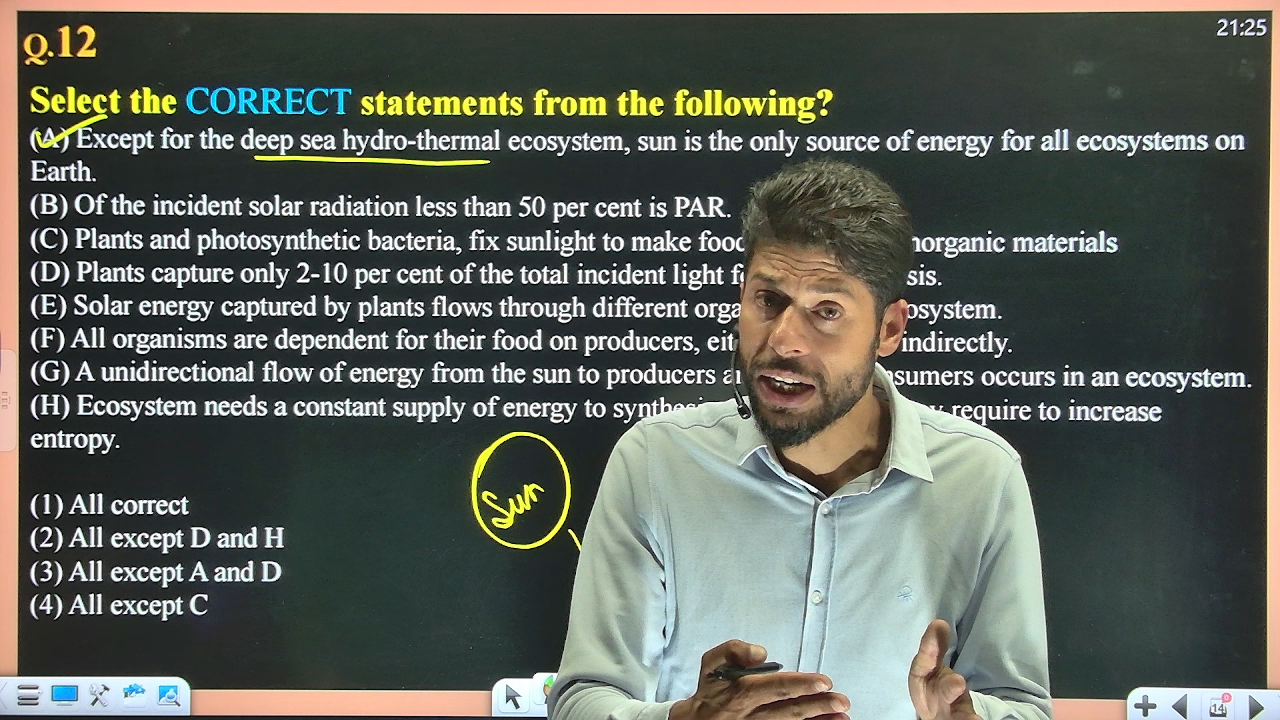 Q.12
21:25
Select the CORRECT statements from the following?
(A) Except for the deep sea hydro-thermal ecosystem, sun is the only source of energy for all ecosystems on
Earth.
(B) Of the incident solar radiation less than 50 per cent is PAR.
(C) Plants and photosynthetic bacteria, fix sunlight to make food norganic materials
(D) Plants capture only 2-10 per cent of the total incident light sis.
(E) Solar energy captured by plants flows through different orga osystem.
(F) All organisms are dependent for their food on producers, eit indirectly.
(G) A unidirectional flow of energy from the sun to producers nsumers occurs in an ecosystem.
(H) Ecosystem needs a constant supply of energy to synthesi require to increase
entropy.
Sun
(1) All correct
(2) All except D and H
(3) All except A and D
(4) All except C
14